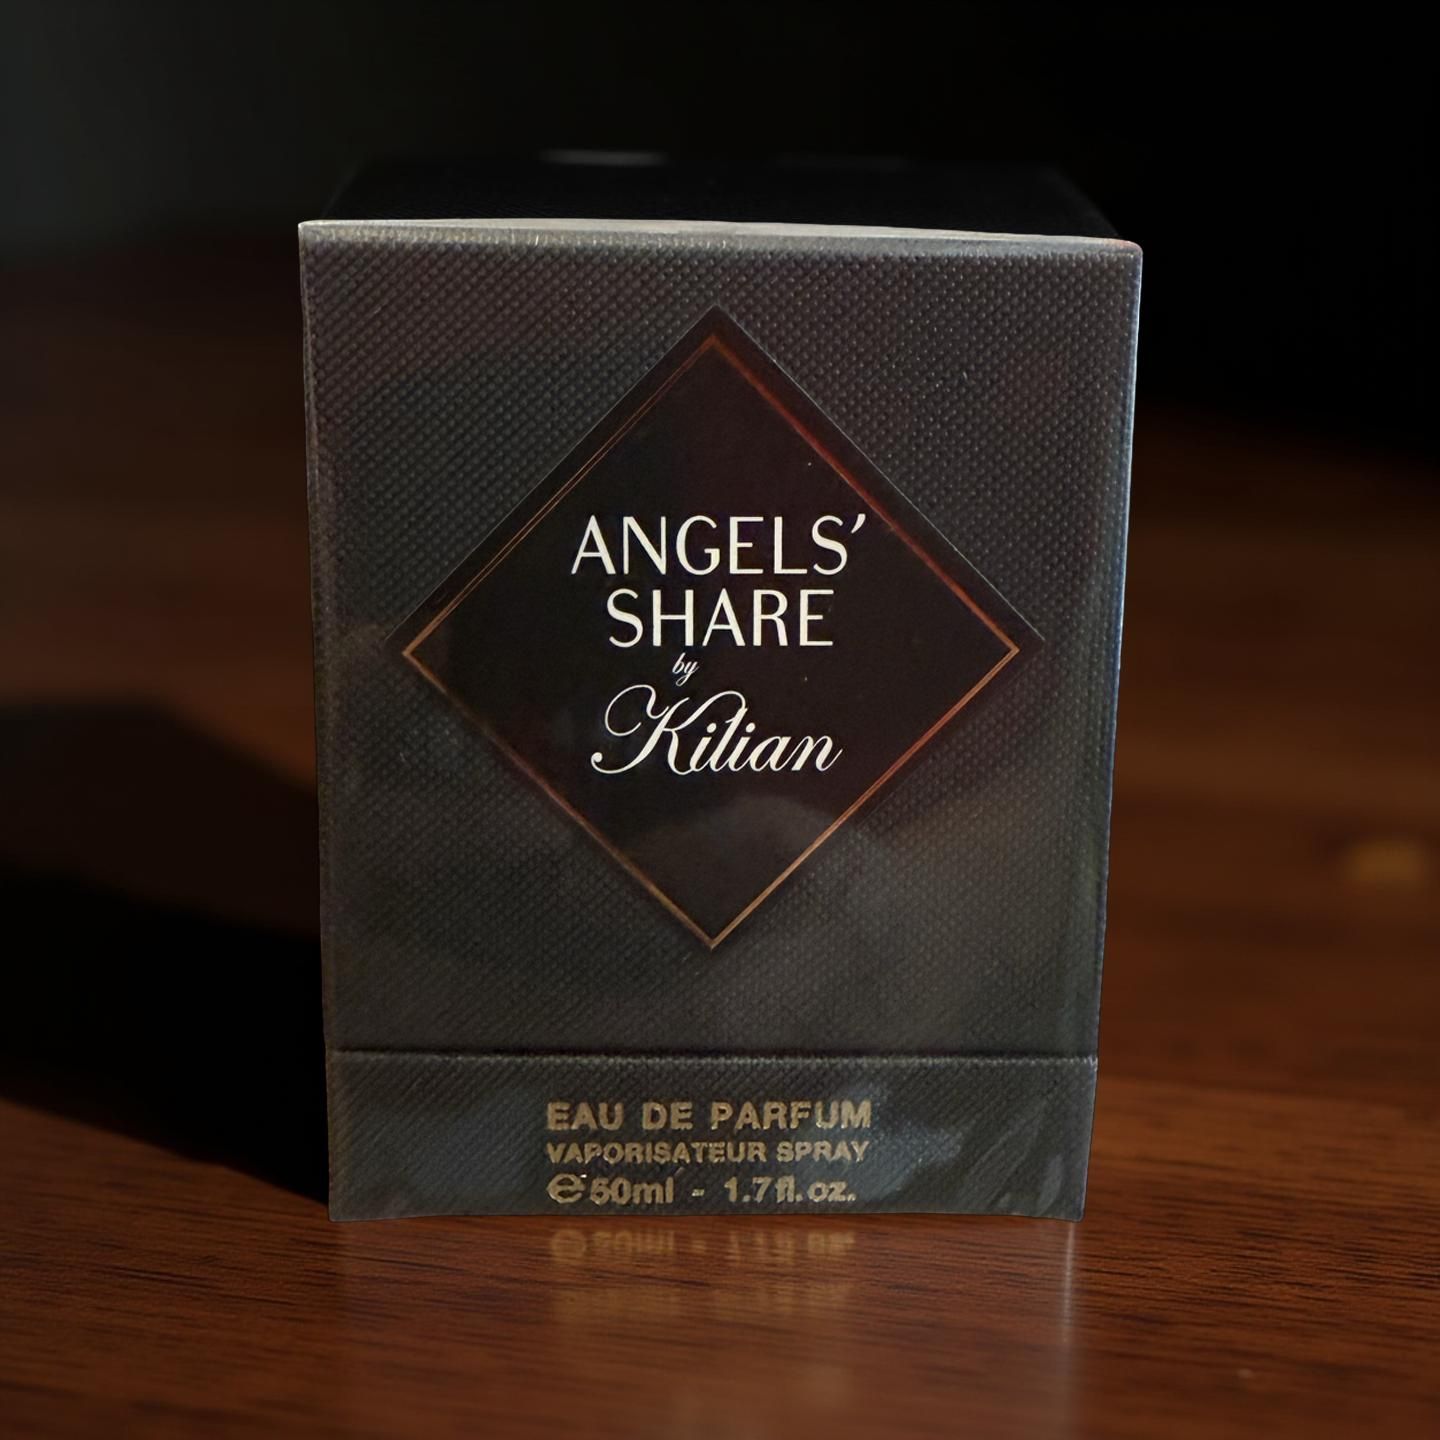 ANGELS’
SHARE
by
Kilian
EAU DE PARFUM
VAPORISATEUR SPRAY
℮50ml - 1.7fl.oz.